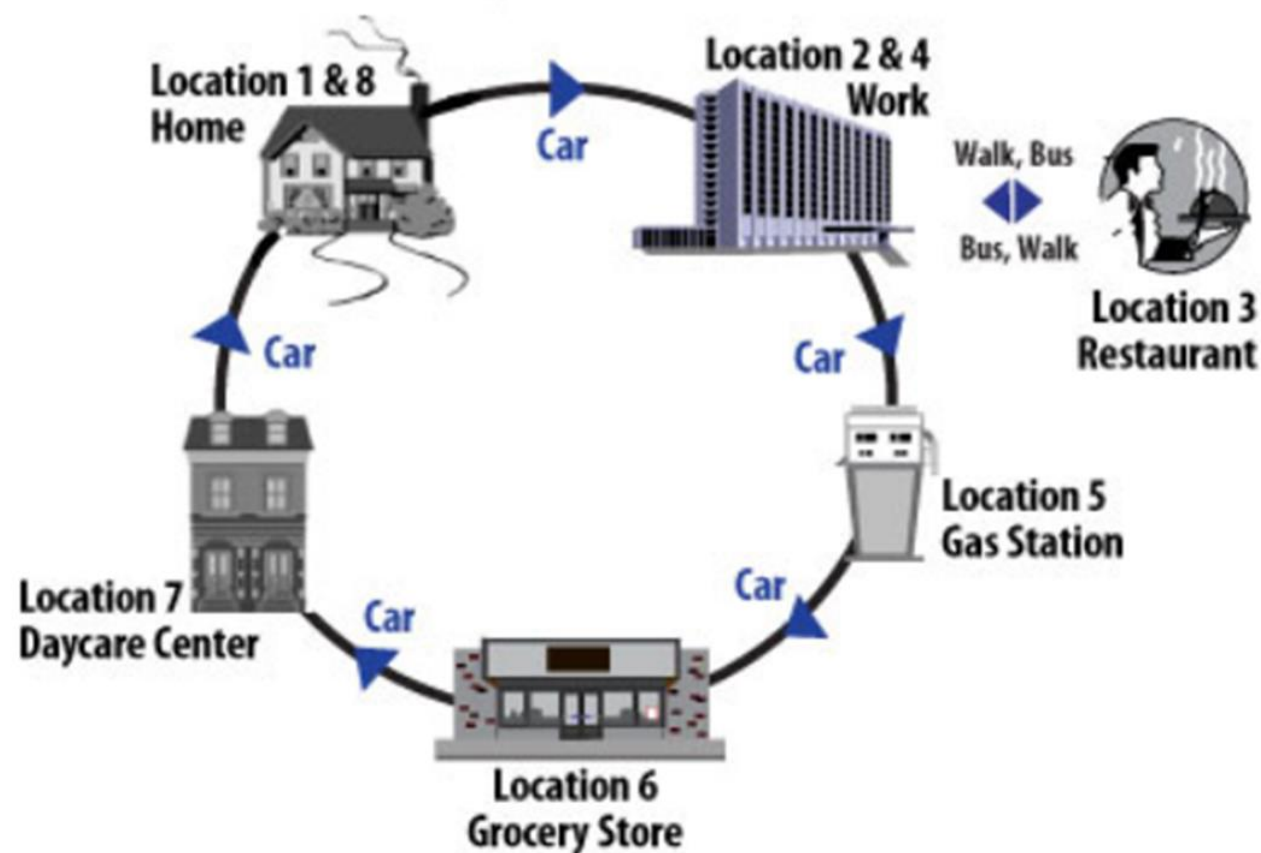 Location 1 & 8
Home
Car
Location 2 & 4
Work
Walk, Bus
Bus, Walk
Location 3
Restaurant
Car
Location 5
Gas Station
Car
Location 6
Grocery Store
Car
Location 7
Daycare Center
Car